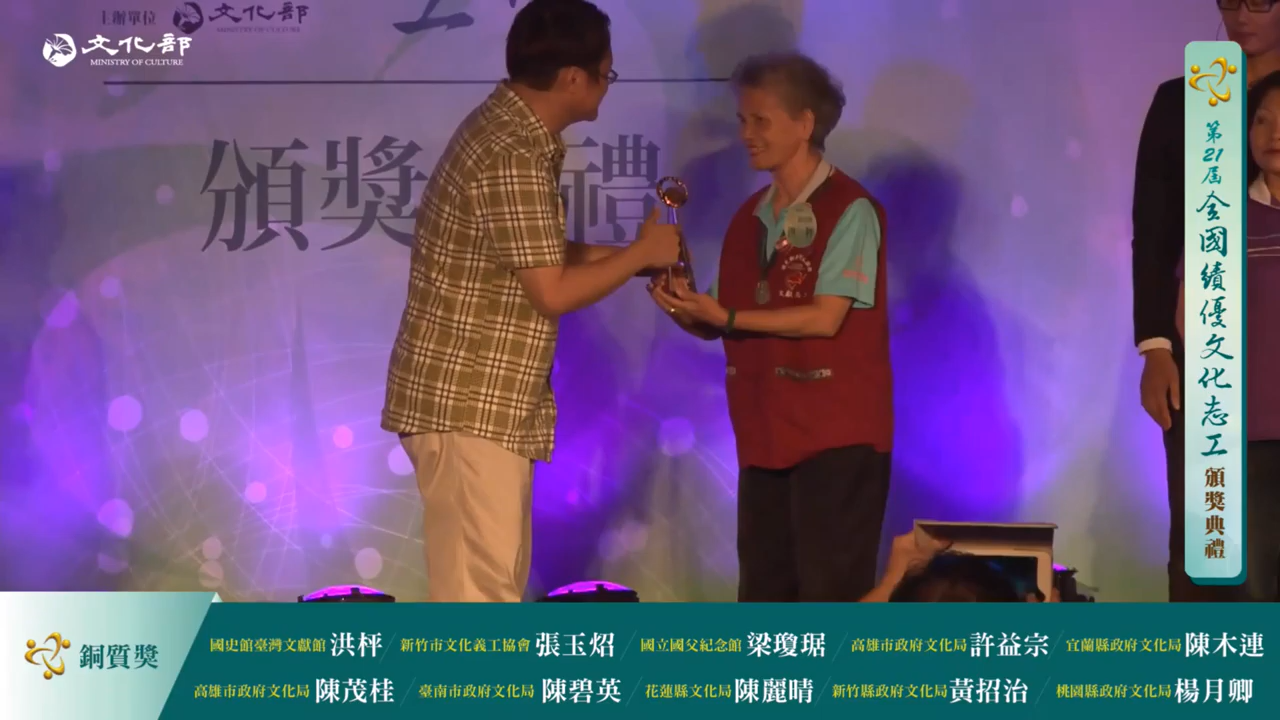 主辦單位 文化部
MINISTRY OF CULTURE
文化部
MINISTRY OF CULTURE
頒獎 禮
第21屆全國績優文化志工頒獎典禮
銅質獎
國史館臺灣文獻館 洪枰 / 新竹市文化義工協會 張玉炤 / 國立國父紀念館 梁瓊琚 / 高雄市政府文化局 許益宗 / 宜蘭縣政府文化局 陳木連
高雄市政府文化局 陳茂桂 / 臺南市政府文化局 陳碧英 / 花蓮縣文化局 陳麗晴 / 新竹縣政府文化局 黃招治 / 桃園縣政府文化局 楊月卿